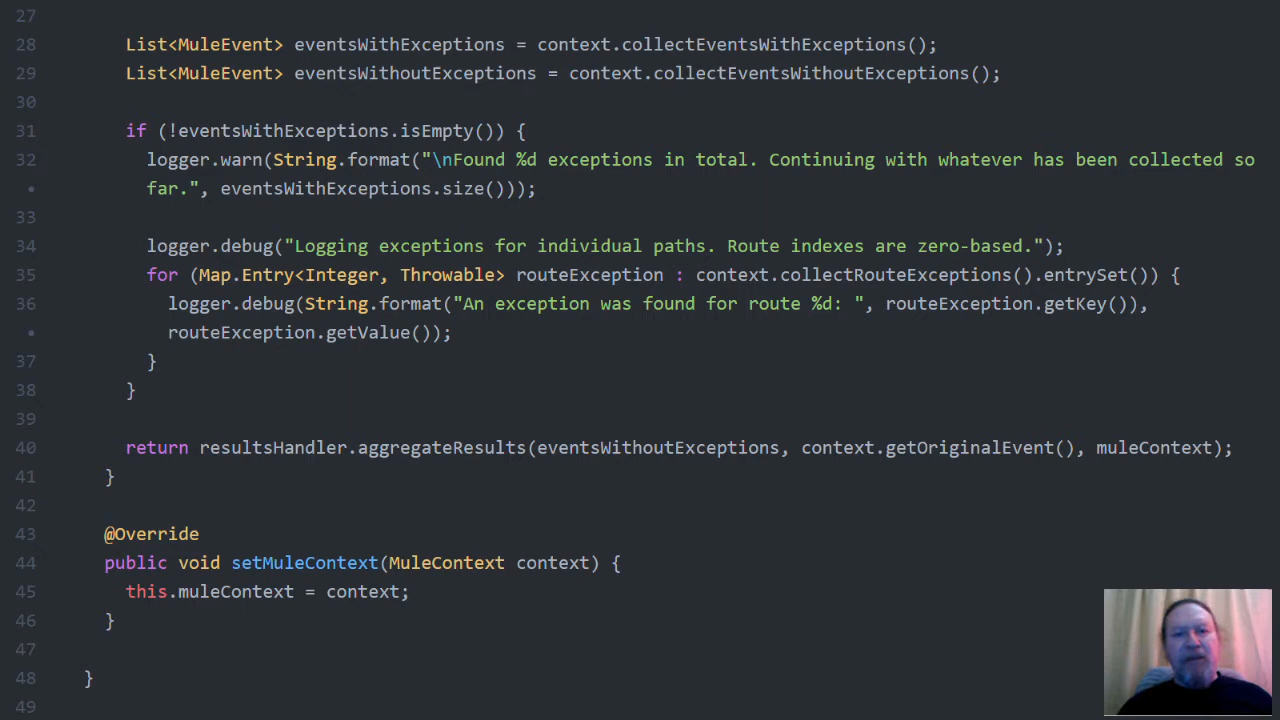 27
28 List<MuleEvent> eventsWithExceptions = context.collectEventsWithExceptions();
29 List<MuleEvent> eventsWithoutExceptions = context.collectEventsWithoutExceptions();
30
31 if (!eventsWithExceptions.isEmpty()) {
32 logger.warn(String.format("\nFound %d exceptions in total. Continuing with whatever has been collected so
• far.", eventsWithExceptions.size()));
33
34 logger.debug("Logging exceptions for individual paths. Route indexes are zero-based.");
35 for (Map.Entry<Integer, Throwable> routeException : context.collectRouteExceptions().entrySet()) {
36 logger.debug(String.format("An exception was found for route %d: ", routeException.getKey()),
• routeException.getValue());
37 }
38 }
39
40 return resultsHandler.aggregateResults(eventsWithoutExceptions, context.getOriginalEvent(), muleContext);
41 }
42
43 @Override
44 public void setMuleContext(MuleContext context) {
45 this.muleContext = context;
46 }
47
48 }
49